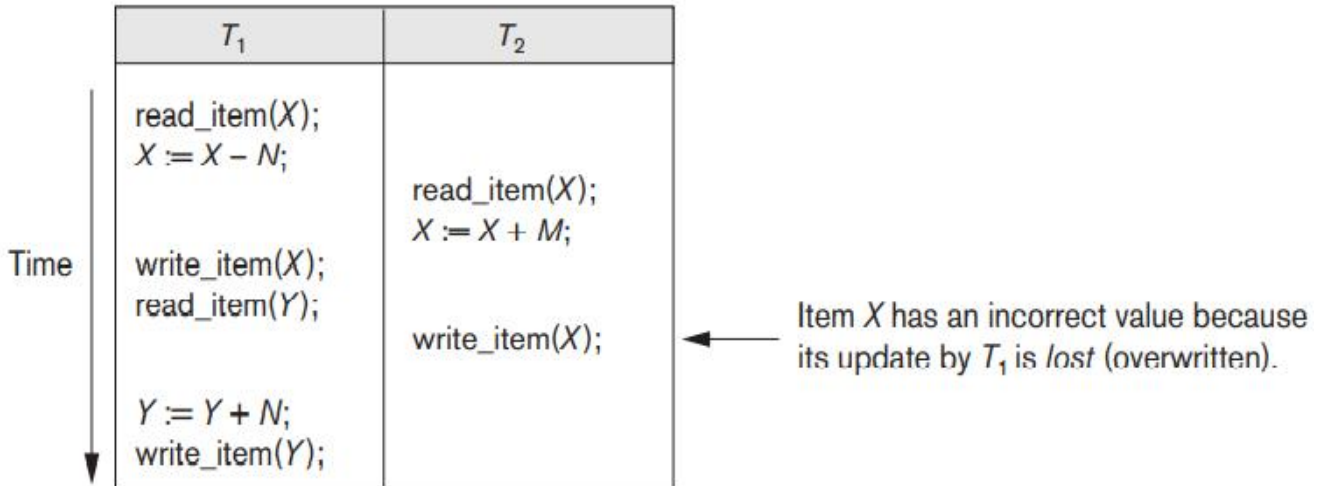 T₁ T₂
read_item(X);
X := X – N;
read_item(X);
X := X + M;
Time
write_item(X);
read_item(Y);
write_item(X);
Item X has an incorrect value because
its update by T₁ is lost (overwritten).
Y := Y + N;
write_item(Y);